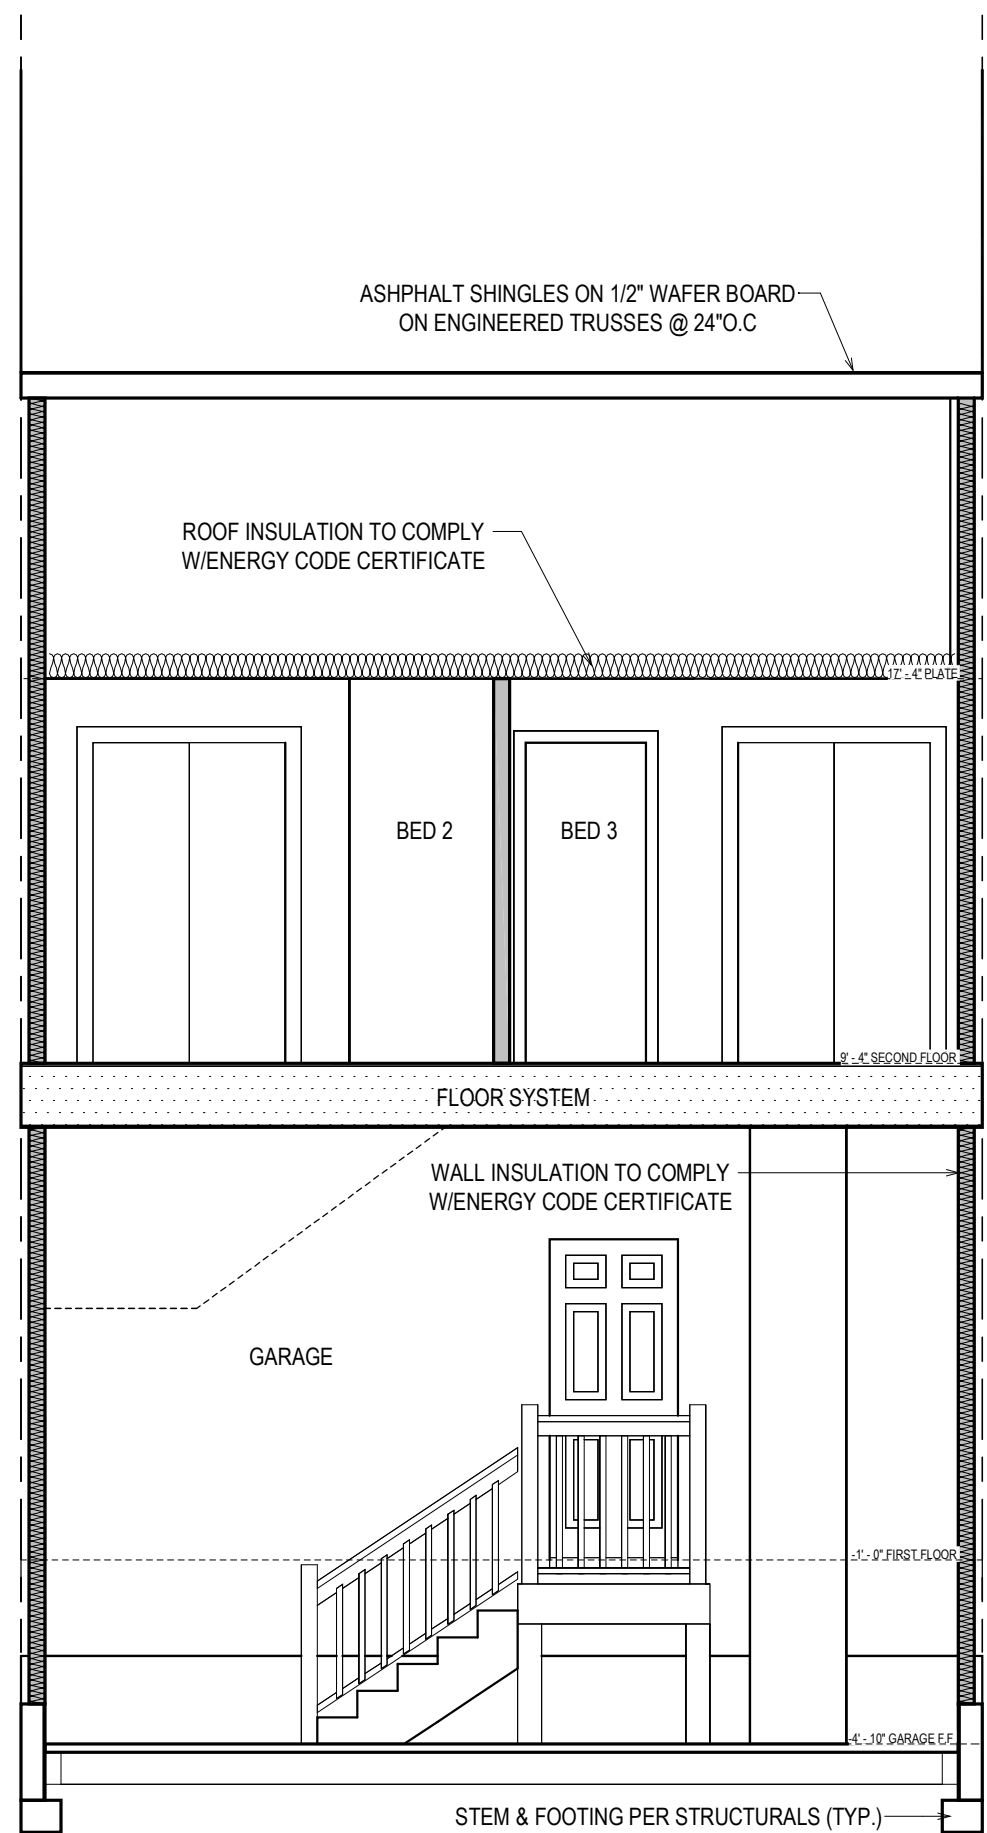 ASHPHALT SHINGLES ON 1/2" WAFER BOARD
ON ENGINEERED TRUSSES @ 24"O.C
ROOF INSULATION TO COMPLY
W/ENERGY CODE CERTIFICATE
17' - 4" PLATE
BED 2
BED 3
9' - 4" SECOND FLOOR
FLOOR SYSTEM
WALL INSULATION TO COMPLY
W/ENERGY CODE CERTIFICATE
GARAGE
-1' - 0" FIRST FLOOR
-4' - 10" GARAGE F.F
STEM & FOOTING PER STRUCTURALS (TYP.)